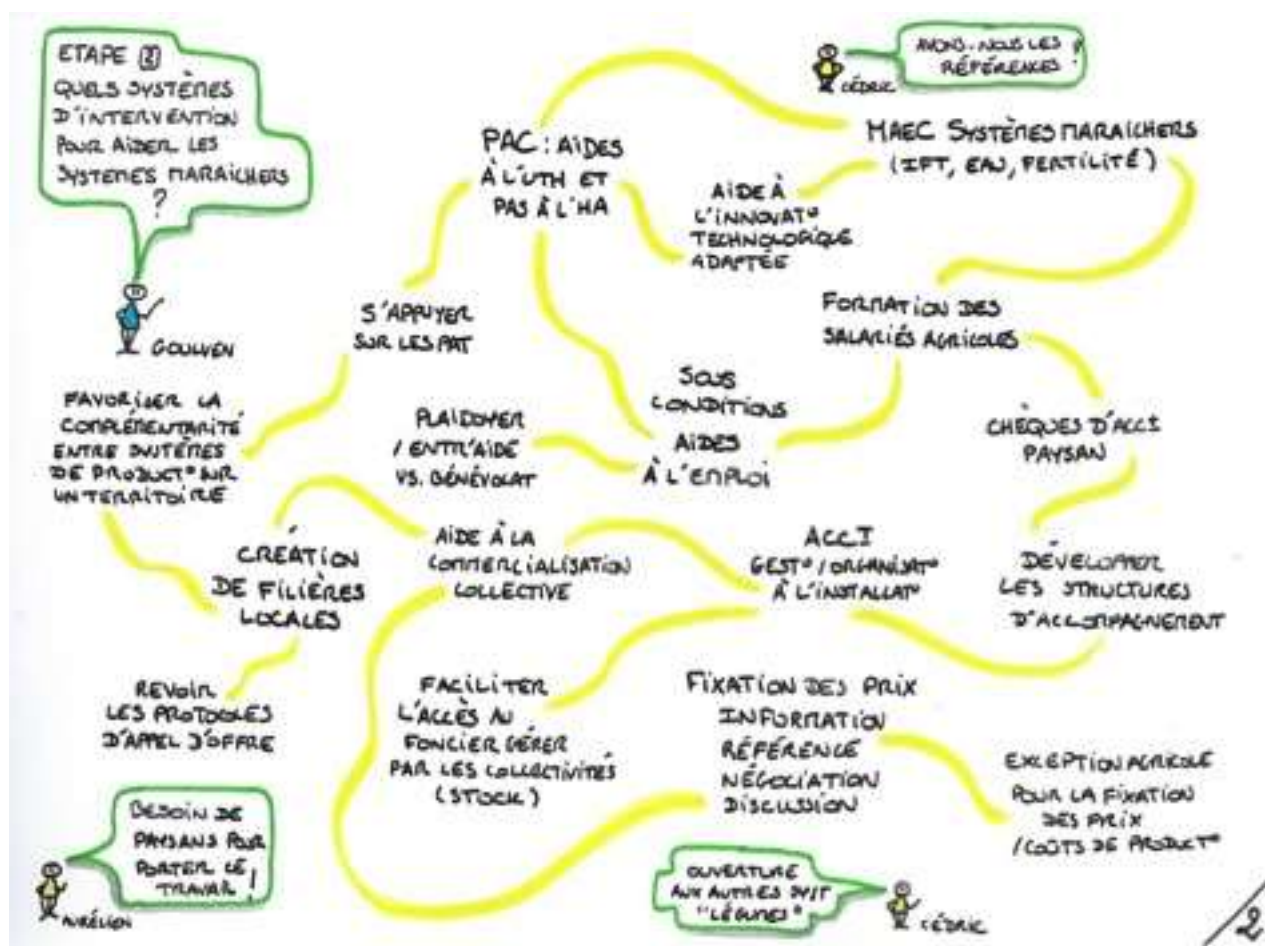 ETAPE 2
QUELS SYSTÈMES
D'INTERVENTION
POUR AIDER LES
SYSTEMES MARAICHERS
?
GOULVEN
AVONS-NOUS LES
RÉFÉRENCES !
CÉDRIC
PAC : AIDES
À L'UTH ET
PAS À L'HA
MAEC SYSTÈMES MARAICHERS
(IFT, EAU, FERTILITÉ)
AIDE À
L'INNOVAT°
TECHNOLOGIQUE
ADAPTÉE
S'APPUYER
SUR LES PAT
FORMATION DES
SALARIÉS AGRICOLES
FAVORISER LA
COMPLÉMENTARITÉ
ENTRE SYSTÈMES
DE PRODUCT° SUR
UN TERRITOIRE
PLAIDOYER
/ ENTR'AIDE
VS. BÉNÉVOLAT
SOUS
CONDITIONS
AIDES
À L'EMPLOI
CHÈQUES D'ACCI
PAYSAN
CRÉATION
DE FILIÈRES
LOCALES
AIDE À LA
COMMERCIALISATION
COLLECTIVE
ACCI
GEST°/ORGANISAT°
À L'INSTALLAT°
DÉVELOPPER
LES STRUCTURES
D'ACCOMPAGNEMENT
REVOIR
LES PROTOCOLES
D'APPEL D'OFFRE
FACILITER
L'ACCÈS AU
FONCIER GÉRER
PAR LES COLLECTIVITÉS
(STOCK)
FIXATION DES PRIX
INFORMATION
RÉFÉRENCE
NÉGOCIATION
DISCUSSION
EXCEPTION AGRICOLE
POUR LA FIXATION
DES PRIX
/COÛTS DE PRODUCT°
BESOIN DE
PAYSANS POUR
PORTER LE
TRAVAIL !
AURÉLIEN
OUVERTURE
AUX AUTRES SYST
"LÉGUMES"
CÉDRIC
/2